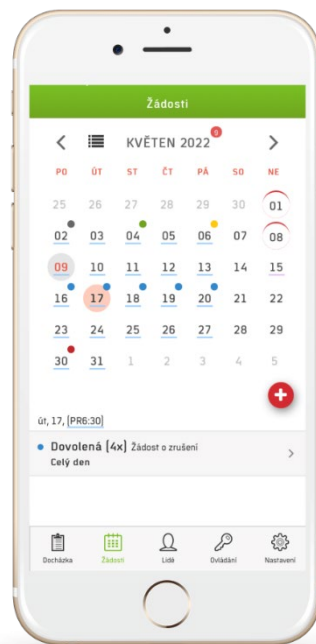 Žádosti
KVĚTEN 2022 9
PO ÚT ST ČT PÁ SO NE
25 26 27 28 29 30 01
02 03 04 05 06 07 08
09 10 11 12 13 14 15
16 17 18 19 20 21 22
23 24 25 26 27 28 29
30 31 1 2 3 4 5
út, 17, [PR6:30]
Dovolená [4x] Žádost o zrušení
Celý den
Docházka Žádosti Lidé Ovládání Nastavení